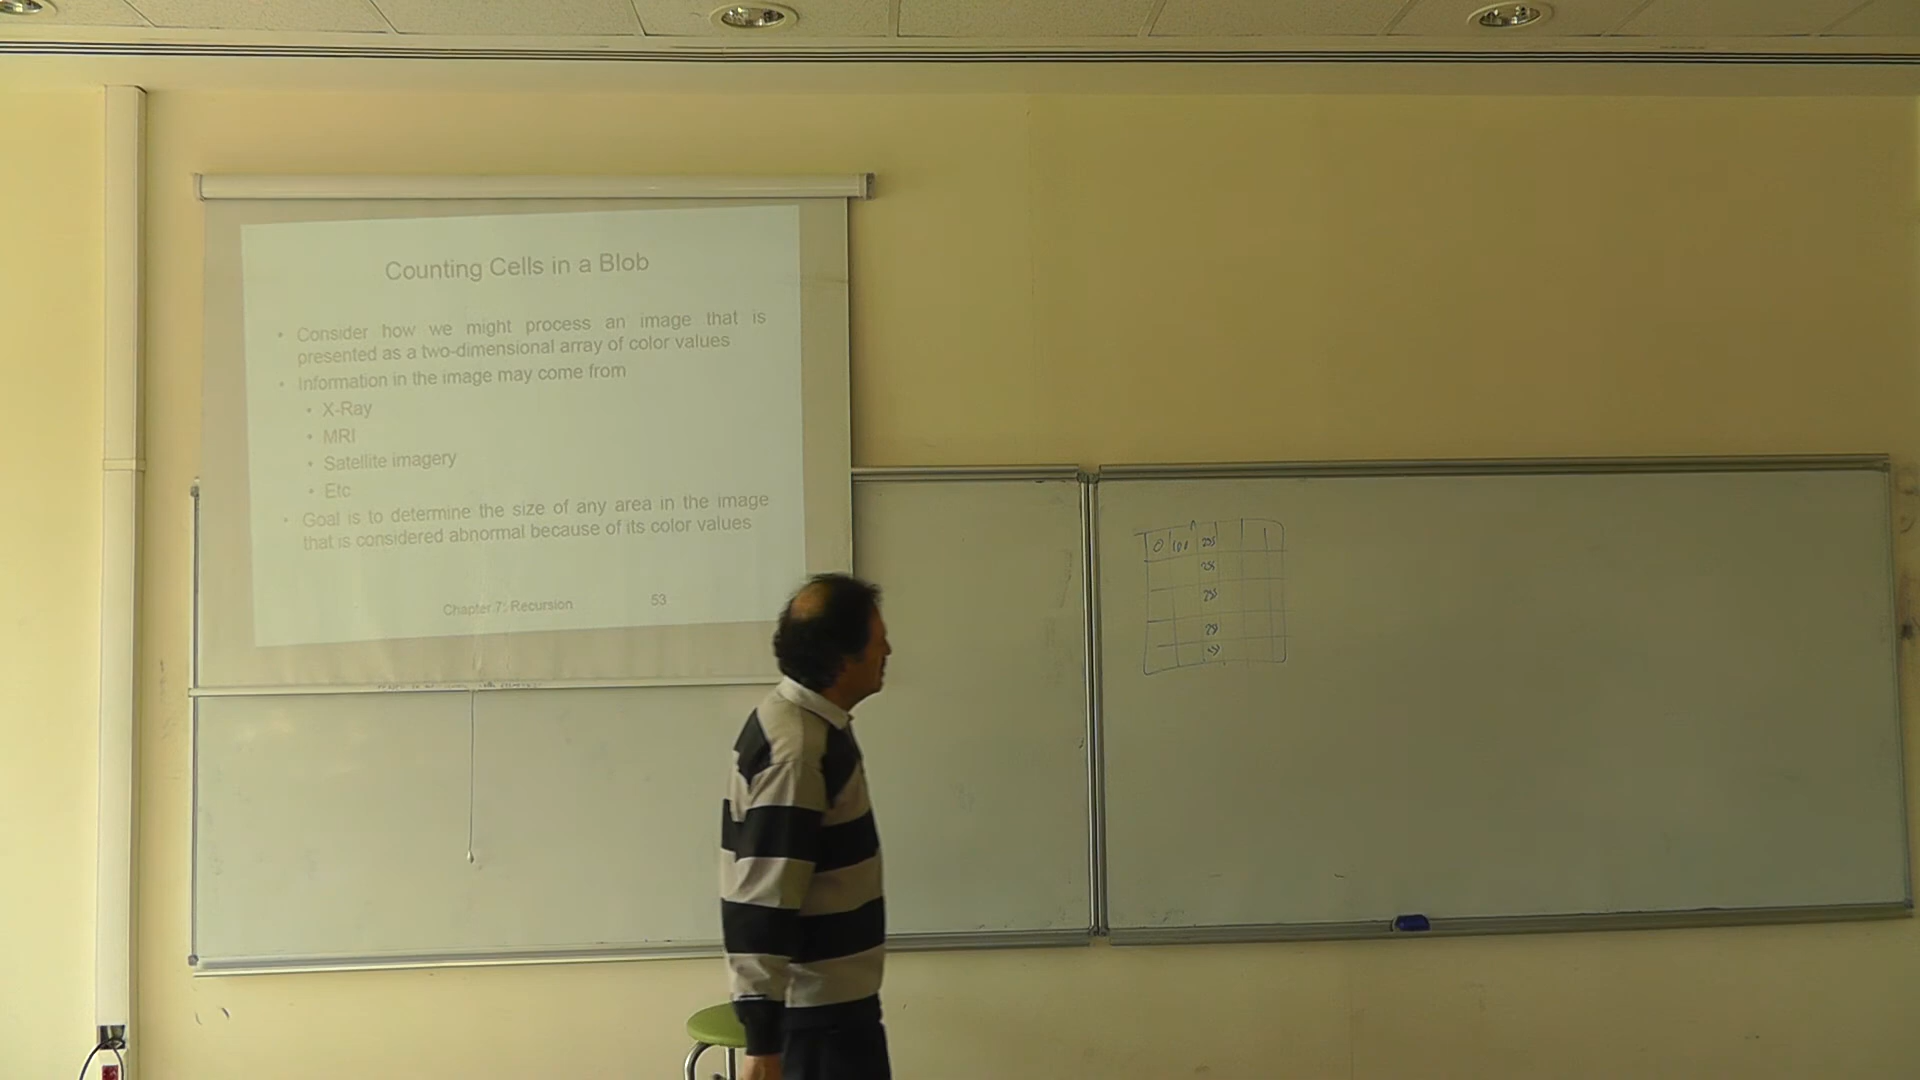 Counting Cells in a Blob
• Consider how we might process an image that is
presented as a two-dimensional array of color values
• Information in the image may come from
• X-Ray
• MRI
• Satellite imagery
• Etc
• Goal is to determine the size of any area in the image
that is considered abnormal because of its color values
Chapter 7: Recursion 53
0 100 255
255